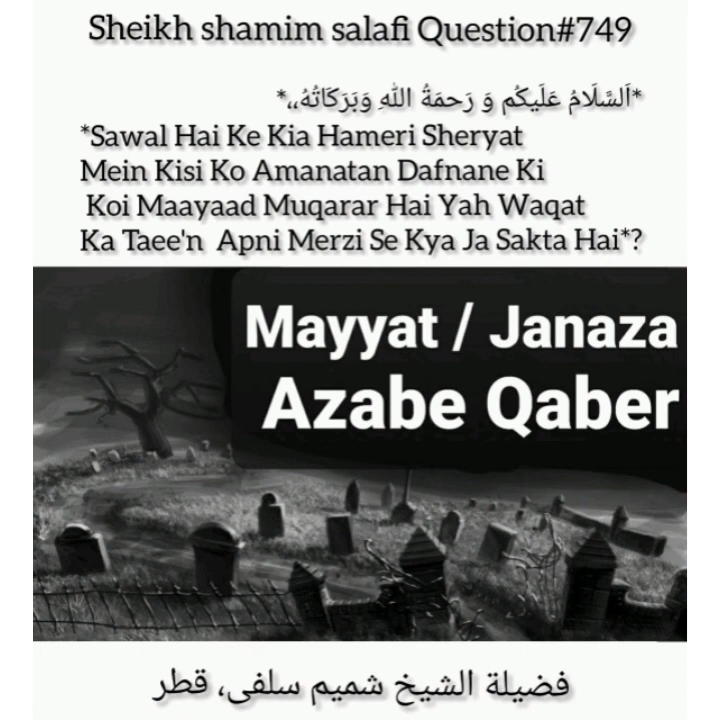 Sheikh shamim salafi Question#749
*اَلسَّلَامُ عَلَيكُم وَ رَحمَةُ اللهِ وَبَرَكَاتُهُ،،*
*Sawal Hai Ke Kia Hameri Sheryat
Mein Kisi Ko Amanatan Dafnane Ki
Koi Maayaad Muqarar Hai Yah Waqat
Ka Taee'n Apni Merzi Se Kya Ja Sakta Hai*?
Mayyat / Janaza
Azabe Qaber
فضيلة الشيخ شميم سلفى، قطر